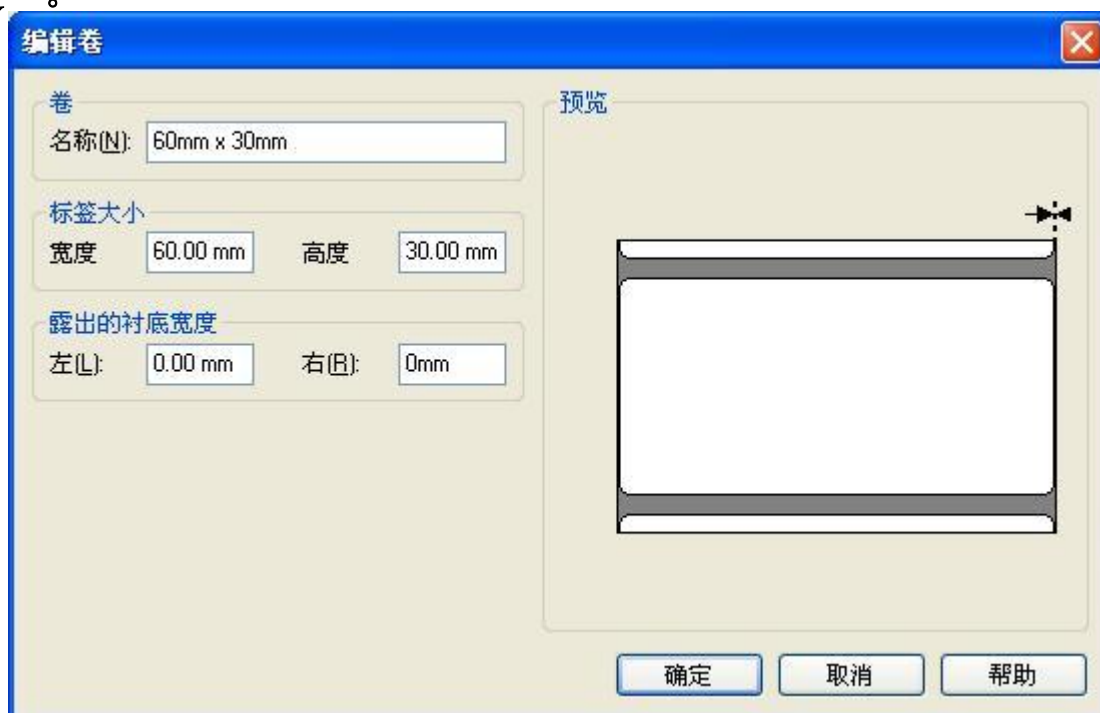 编辑卷
卷
名称(N): 60mm x 30mm
标签大小
宽度 60.00 mm 高度 30.00 mm
露出的衬底宽度
左(L): 0.00 mm 右(R): 0mm
预览
确定 取消 帮助